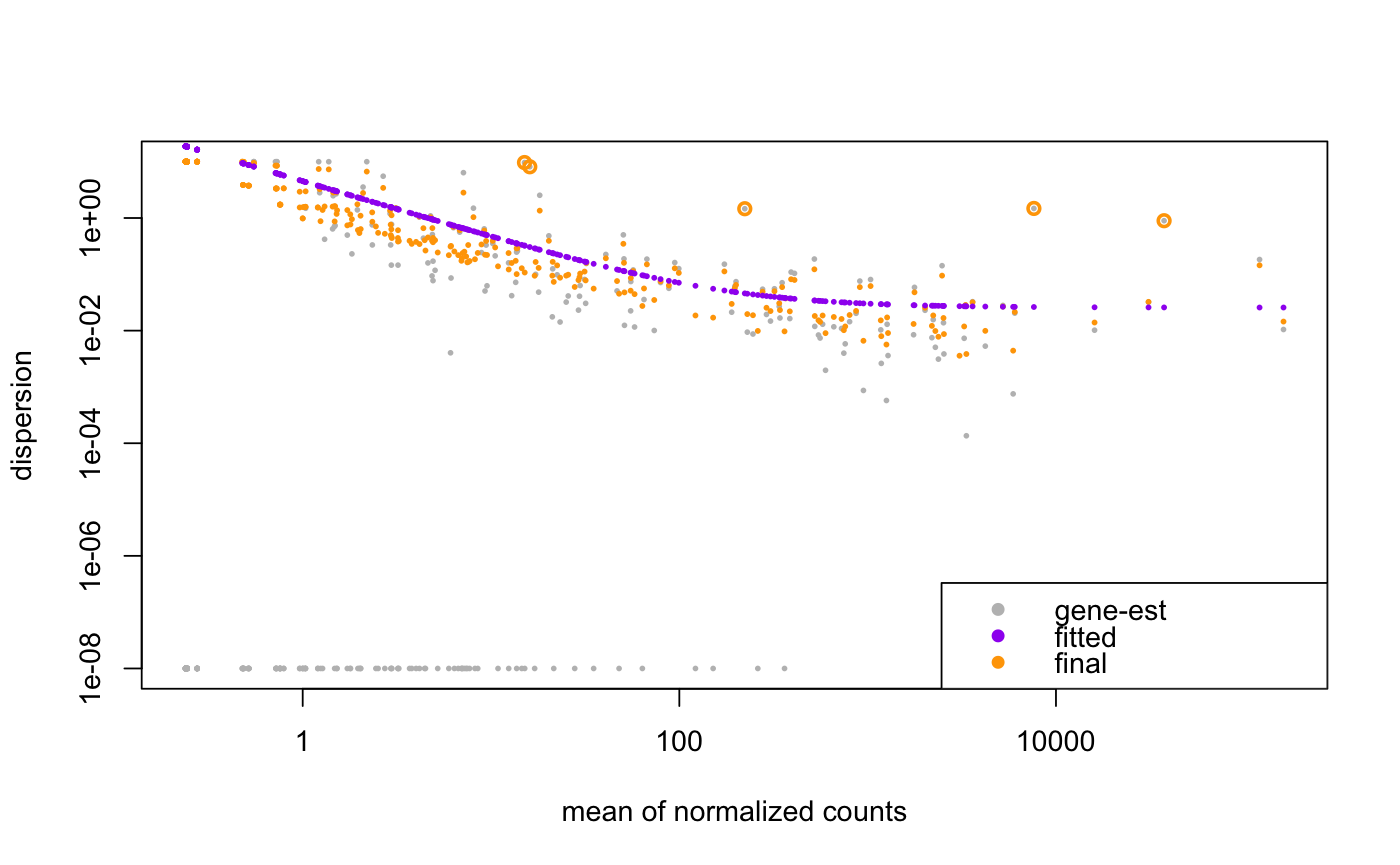 dispersion
1e+00
1e-02
1e-04
1e-06
1e-08
gene-est
fitted
final
1
100
10000
mean of normalized counts